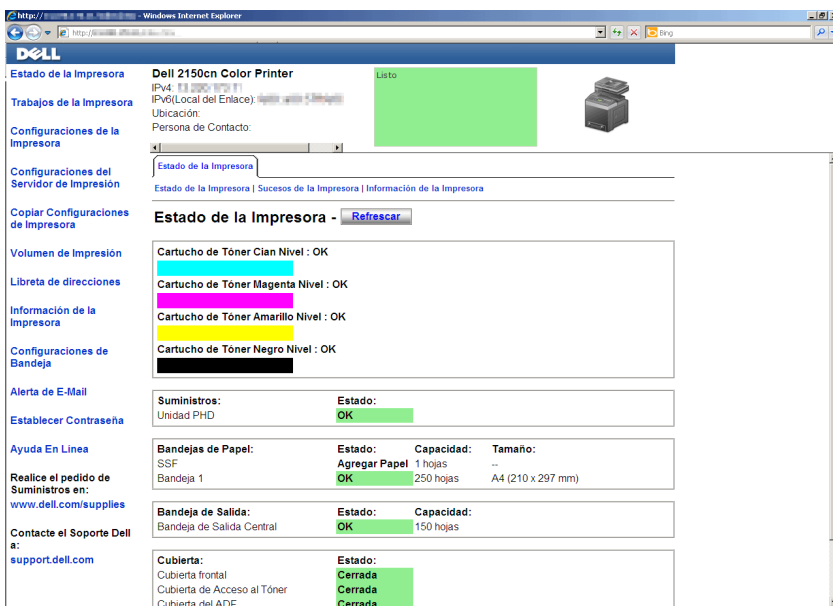 http:// - Windows Internet Explorer
http://
Bing
DELL
Estado de la Impresora
Trabajos de la Impresora
Configuraciones de la
Impresora
Configuraciones del
Servidor de Impresión
Copiar Configuraciones
de Impresora
Volumen de Impresión
Libreta de direcciones
Información de la
Impresora
Configuraciones de
Bandeja
Alerta de E-Mail
Establecer Contraseña
Ayuda En Linea
Realice el pedido de
Suministros en:
www.dell.com/supplies
Contacte el Soporte Dell
a:
support.dell.com
Dell 2150cn Color Printer
IPv4:
IPv6(Local del Enlace):
Ubicación:
Persona de Contacto:
Listo
Estado de la Impresora
Estado de la Impresora | Sucesos de la Impresora | Información de la Impresora
Estado de la Impresora - Refrescar
Cartucho de Tóner Cian Nivel : OK
Cartucho de Tóner Magenta Nivel : OK
Cartucho de Tóner Amarillo Nivel : OK
Cartucho de Tóner Negro Nivel : OK
Suministros: Estado:
Unidad PHD OK
Bandejas de Papel: Estado: Capacidad: Tamaño:
SSF Agregar Papel 1 hojas --
Bandeja 1 OK 250 hojas A4 (210 x 297 mm)
Bandeja de Salida: Estado: Capacidad:
Bandeja de Salida Central OK 150 hojas
Cubierta: Estado:
Cubierta frontal Cerrada
Cubierta de Acceso al Tóner Cerrada
Cubierta del ADF Cerrada